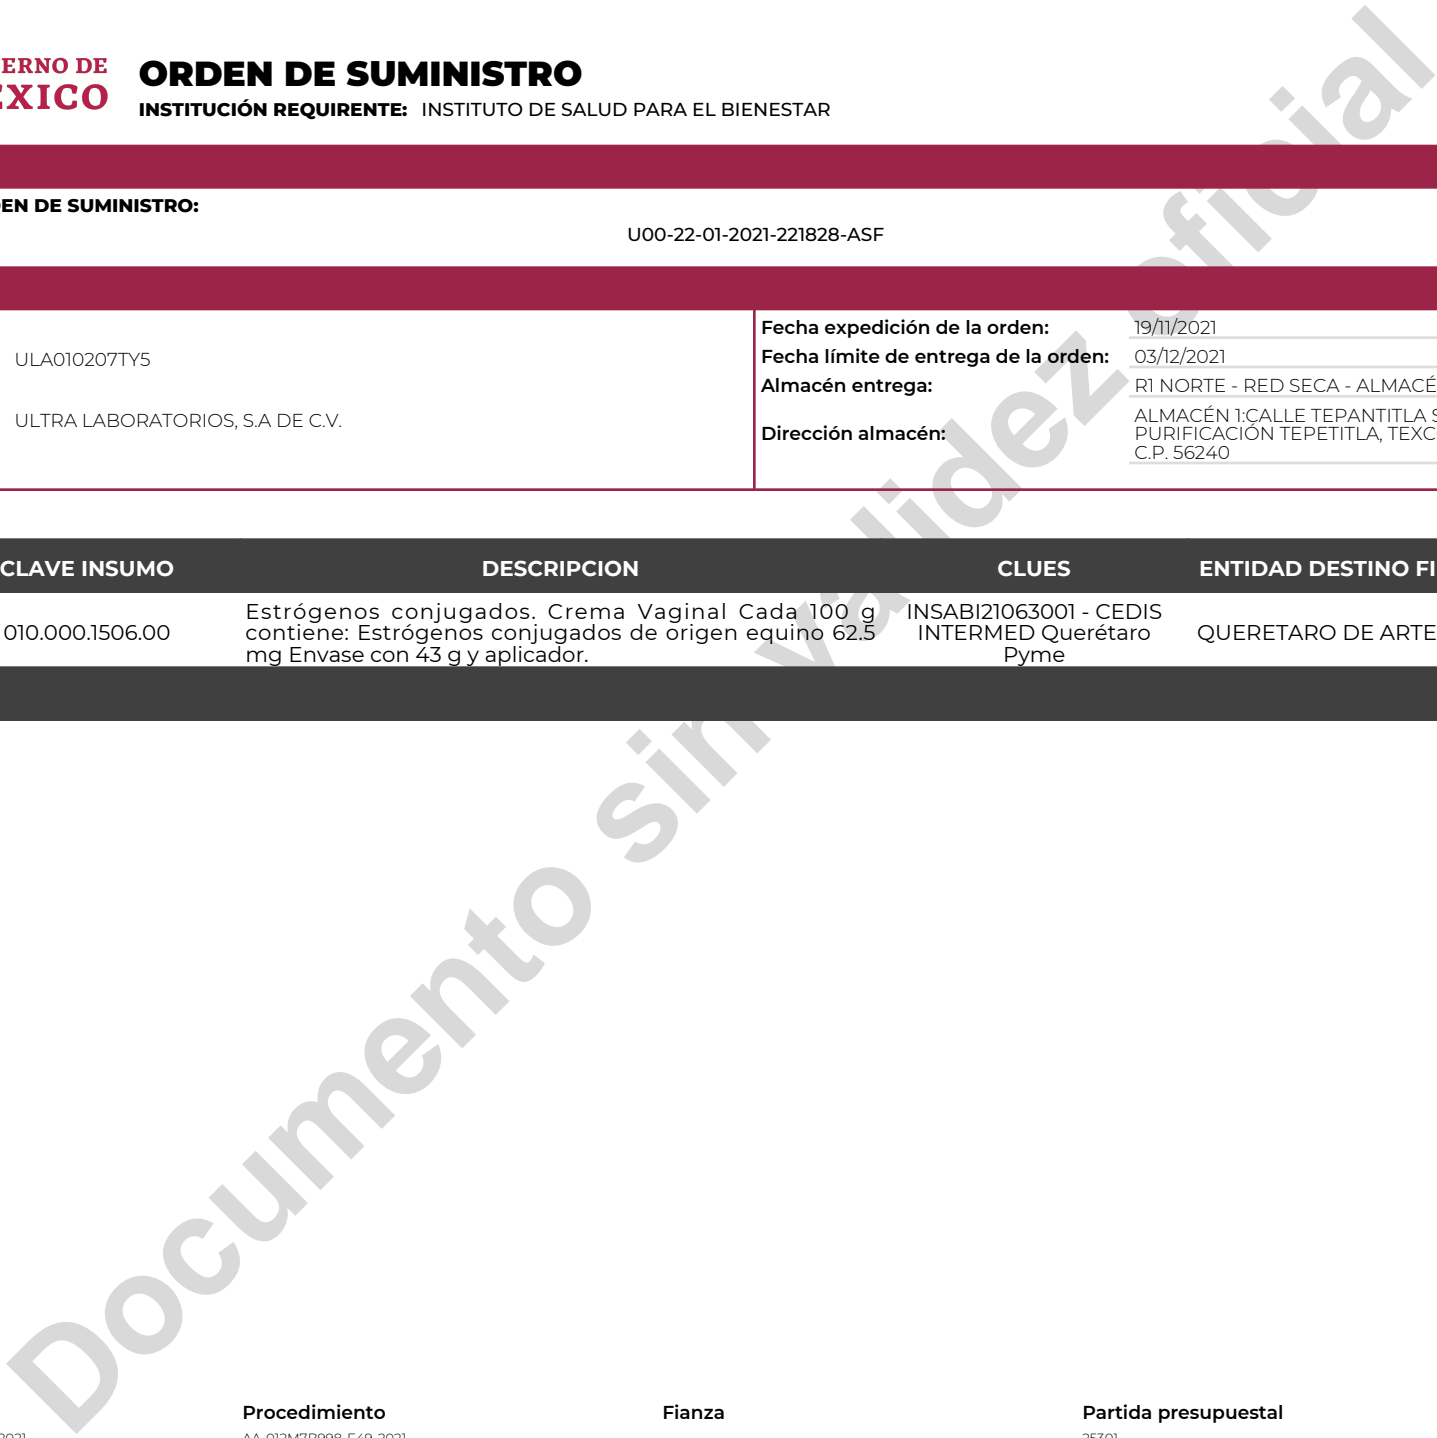 ERNO DE
ÉXICO
ORDEN DE SUMINISTRO
INSTITUCIÓN REQUIRENTE: INSTITUTO DE SALUD PARA EL BIENESTAR
EN DE SUMINISTRO:
U00-22-01-2021-221828-ASF
ULA010207TY5
ULTRA LABORATORIOS, S.A DE C.V.
Fecha expedición de la orden: 19/11/2021
Fecha límite de entrega de la orden: 03/12/2021
Almacén entrega: R1 NORTE - RED SECA - ALMACÉ
Dirección almacén: ALMACÉN 1:CALLE TEPANTITLA S
PURIFICACIÓN TEPETITLA, TEXC
C.P. 56240
CLAVE INSUMO DESCRIPCION CLUES ENTIDAD DESTINO FI
010.000.1506.00
Estrógenos conjugados. Crema Vaginal Cada 100 g
contiene: Estrógenos conjugados de origen equino 62.5
mg Envase con 43 g y aplicador.
INSABI21063001 - CEDIS
INTERMED Querétaro
Pyme
QUERETARO DE ARTE
Documento sin validez oficial
Procedimiento Fianza Partida presupuestal